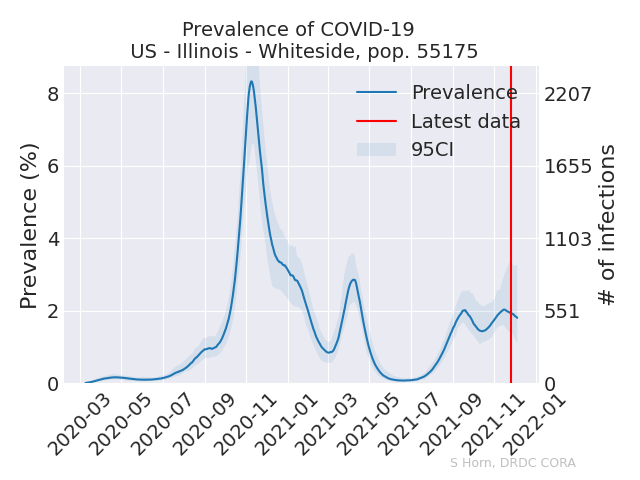 Prevalence of COVID-19
US - Illinois - Whiteside, pop. 55175
Prevalence
Latest data
95CI
Prevalence (%)
8
6
4
2
0
2207
1655
1103
551
0
# of infections
2020-03
2020-05
2020-07
2020-09
2020-11
2021-01
2021-03
2021-05
2021-07
2021-09
2021-11
2022-01
S Horn, DRDC CORA